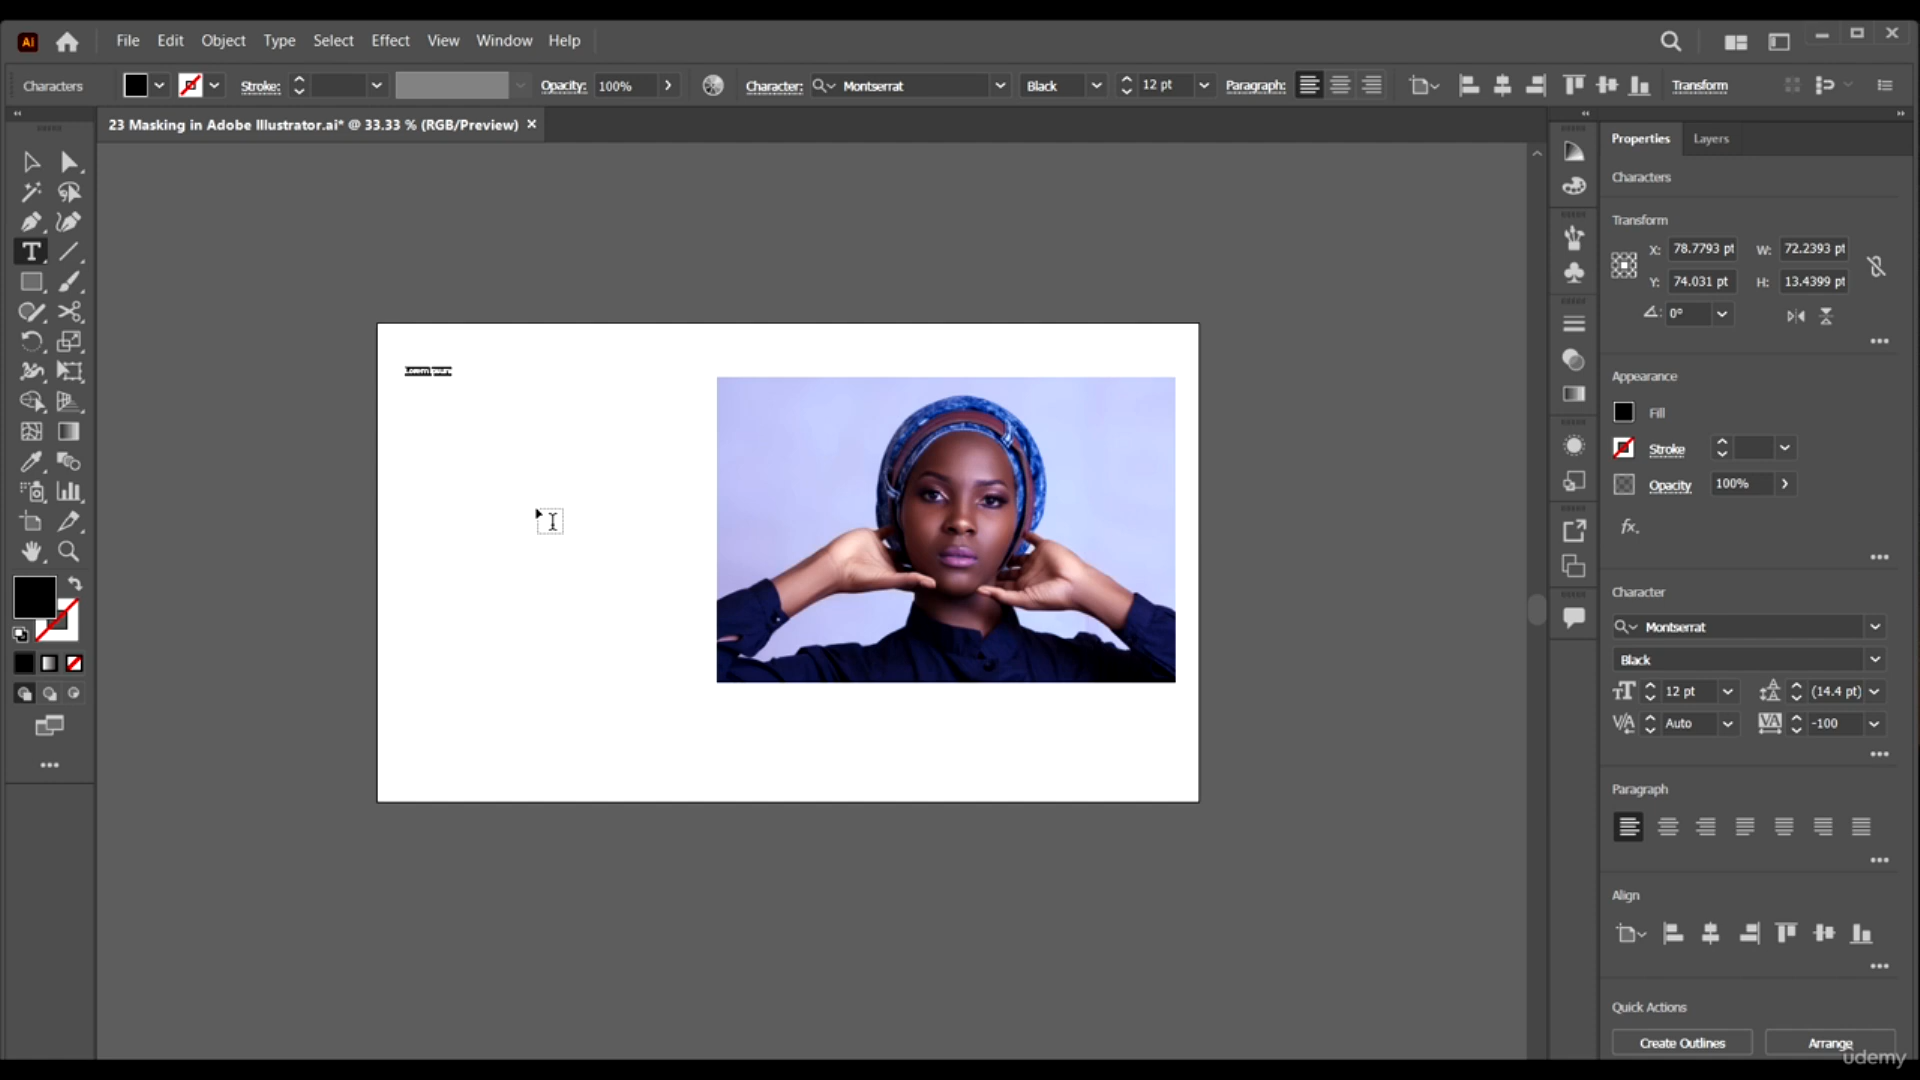 Ai File Edit Object Type Select Effect View Window Help
Characters Stroke: Opacity: 100% Character: Montserrat Black 12 pt Paragraph: Transform
23 Masking in Adobe Illustrator.ai* @ 33.33 % (RGB/Preview) ×
Properties Layers
Characters
Transform
X: 78.7793 pt W: 72.2393 pt
Y: 74.031 pt H: 13.4399 pt
0°
Lorem ipsum
Appearance
Fill
Stroke
Opacity 100%
fx.
Character
Montserrat
Black
12 pt (14.4 pt)
Auto -100
Paragraph
Align
Quick Actions
Create Outlines Arrange
udemy